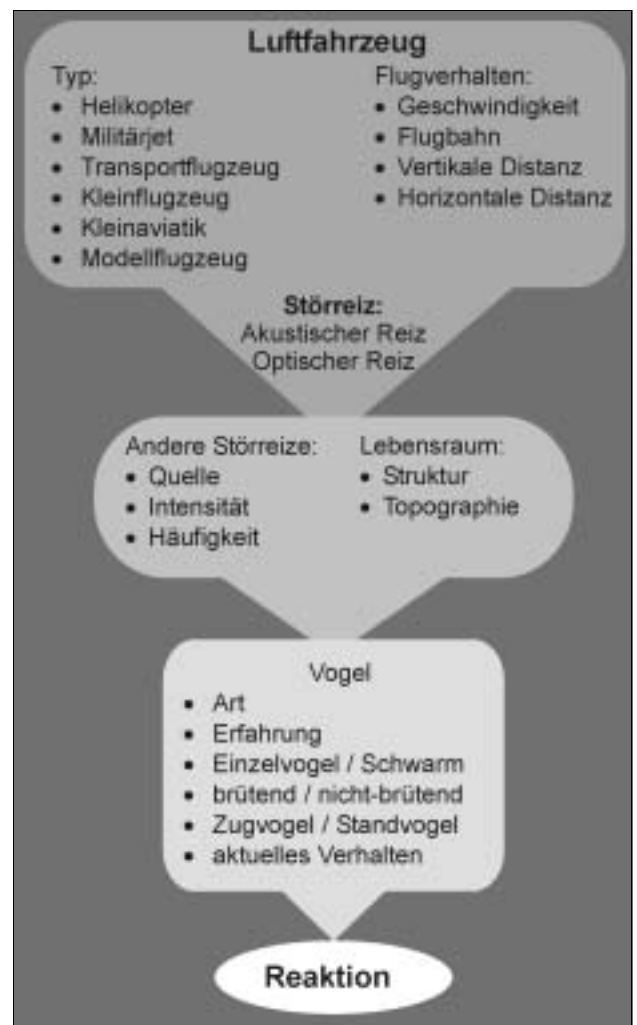 Luftfahrzeug
Typ:
• Helikopter
• Militärjet
• Transportflugzeug
• Kleinflugzeug
• Kleinaviatik
• Modellflugzeug
Flugverhalten:
• Geschwindigkeit
• Flugbahn
• Vertikale Distanz
• Horizontale Distanz
Störreiz:
Akustischer Reiz
Optischer Reiz
Andere Störreize:
• Quelle
• Intensität
• Häufigkeit
Lebensraum:
• Struktur
• Topographie
Vogel
• Art
• Erfahrung
• Einzelvogel / Schwarm
• brütend / nicht-brütend
• Zugvogel / Standvogel
• aktuelles Verhalten
Reaktion